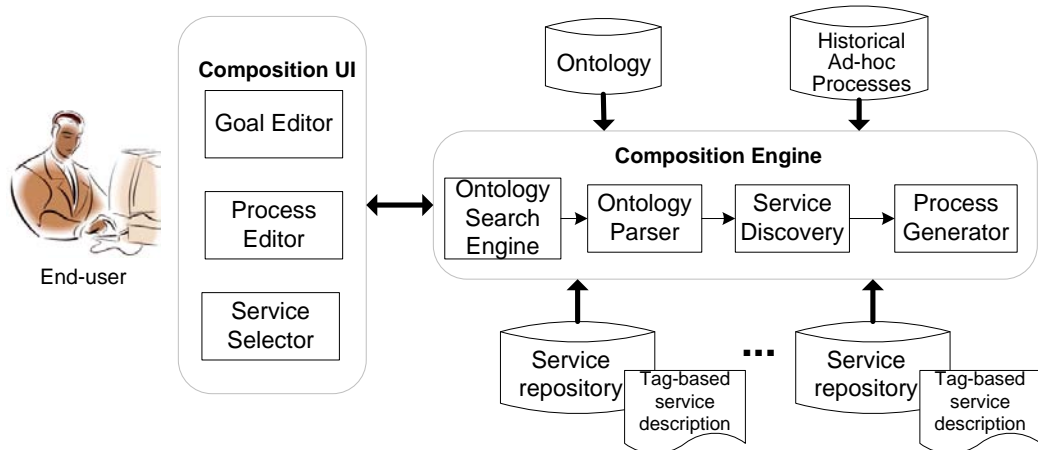 End-user
Composition UI
Goal Editor
Process
Editor
Service
Selector
Ontology
Historical
Ad-hoc
Processes
Composition Engine
Ontology
Search
Engine
Ontology
Parser
Service
Discovery
Process
Generator
Service
repository
Tag-based
service
description
...
Service
repository
Tag-based
service
description